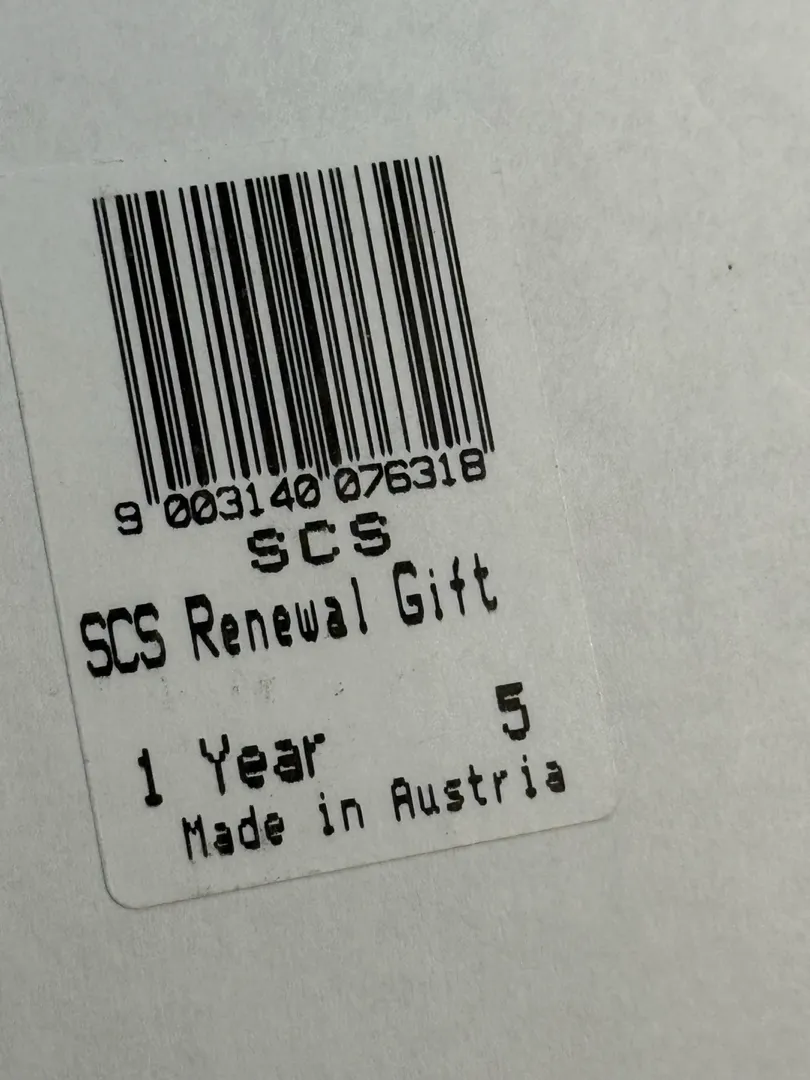 9 003140 076318
SCS
SCS Renewal Gift
1 Year 5
Made in Austria